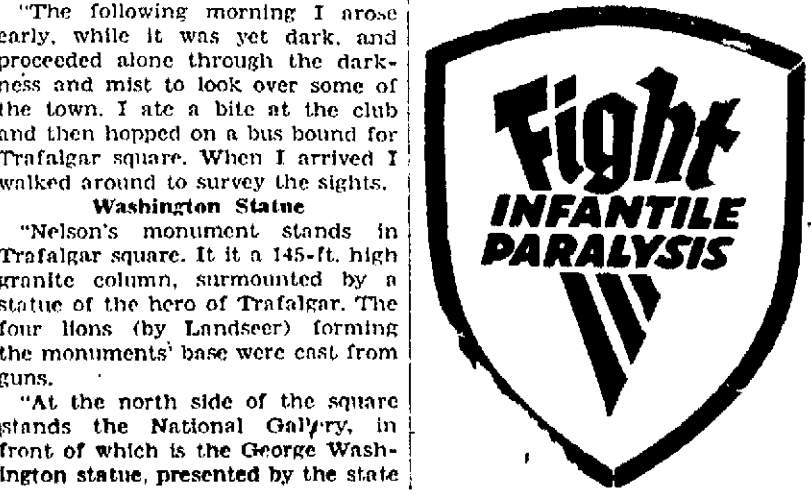 "The following morning I arose
early, while it was yet dark, and
proceeded alone through the dark-
ness and mist to look over some of
the town. I ate a bite at the club
and then hopped on a bus bound for
Trafalgar square. When I arrived I
walked around to survey the sights.
Washington Statue
"Nelson's monument stands in
Trafalgar square. It it a 145-ft. high
granite column, surmounted by a
statue of the hero of Trafalgar. The
four lions (by Landseer) forming
the monuments' base were cast from
guns.
"At the north side of the square
stands the National Gallery, in
front of which is the George Wash-
ington statue, presented by the state
Fight
INFANTILE
PARALYSIS